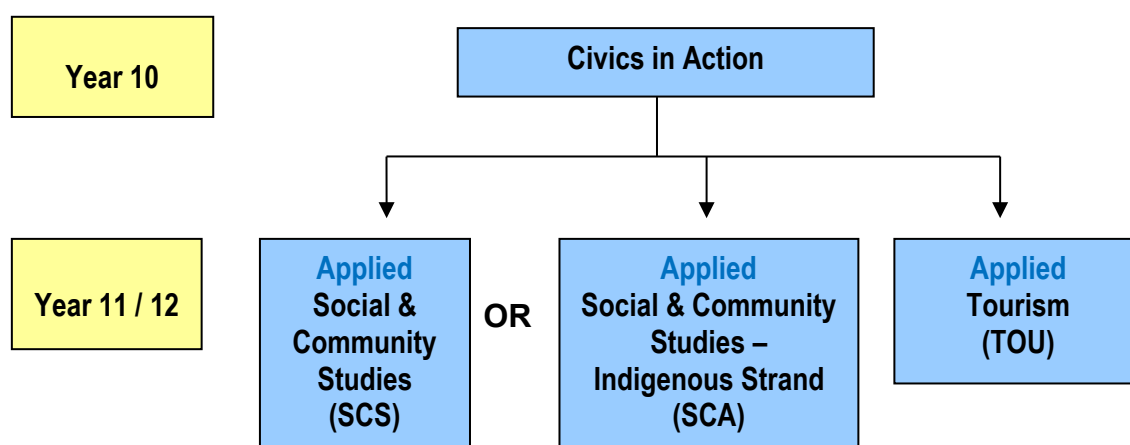 Year 10
Civics in Action
Year 11 / 12
Applied
Social &
Community
Studies
(SCS)
OR
Applied
Social & Community
Studies –
Indigenous Strand
(SCA)
Applied
Tourism
(TOU)